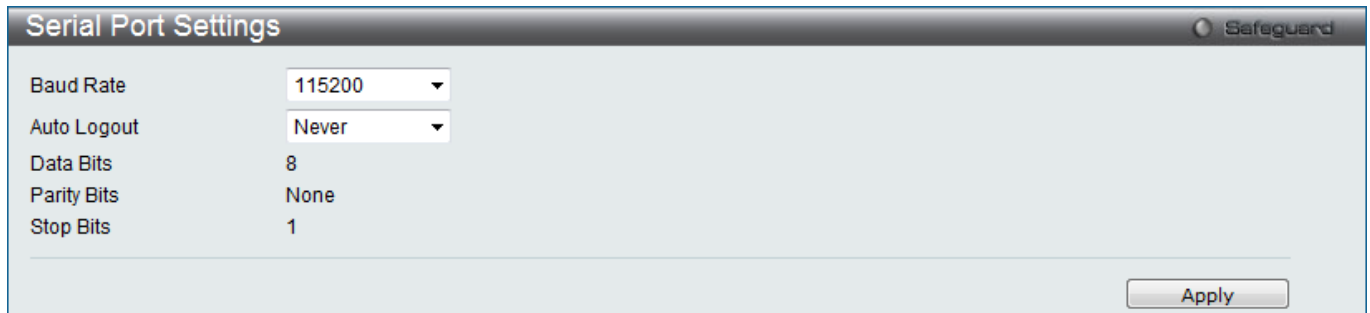 Serial Port Settings Safeguard
Baud Rate 115200
Auto Logout Never
Data Bits 8
Parity Bits None
Stop Bits 1
Apply